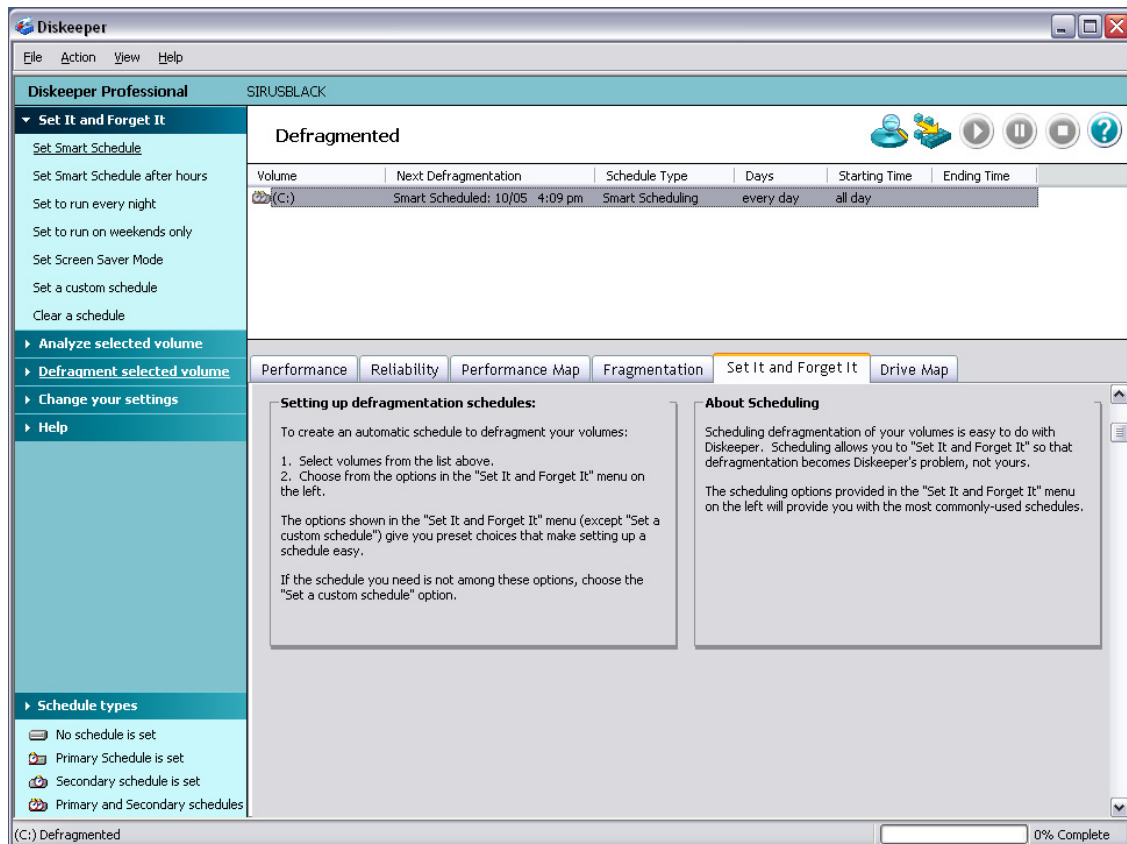 Diskeeper
File Action View Help
Diskeeper Professional SIRUSBLACK
Set It and Forget It
Set Smart Schedule
Set Smart Schedule after hours
Set to run every night
Set to run on weekends only
Set Screen Saver Mode
Set a custom schedule
Clear a schedule
Analyze selected volume
Defragment selected volume
Change your settings
Help
Defragmented
Volume Next Defragmentation Schedule Type Days Starting Time Ending Time
(C:) Smart Scheduled: 10/05 4:09 pm Smart Scheduling every day all day
Performance Reliability Performance Map Fragmentation Set It and Forget It Drive Map
Setting up defragmentation schedules:
To create an automatic schedule to defragment your volumes:
1. Select volumes from the list above.
2. Choose from the options in the "Set It and Forget It" menu on
the left.
The options shown in the "Set It and Forget It" menu (except "Set a
custom schedule") give you preset choices that make setting up a
schedule easy.
If the schedule you need is not among these options, choose the
"Set a custom schedule" option.
About Scheduling
Scheduling defragmentation of your volumes is easy to do with
Diskeeper. Scheduling allows you to "Set It and Forget It" so that
defragmentation becomes Diskeeper's problem, not yours.
The scheduling options provided in the "Set It and Forget It" menu
on the left will provide you with the most commonly-used schedules.
Schedule types
No schedule is set
Primary Schedule is set
Secondary schedule is set
Primary and Secondary schedules
(C:) Defragmented 0% Complete